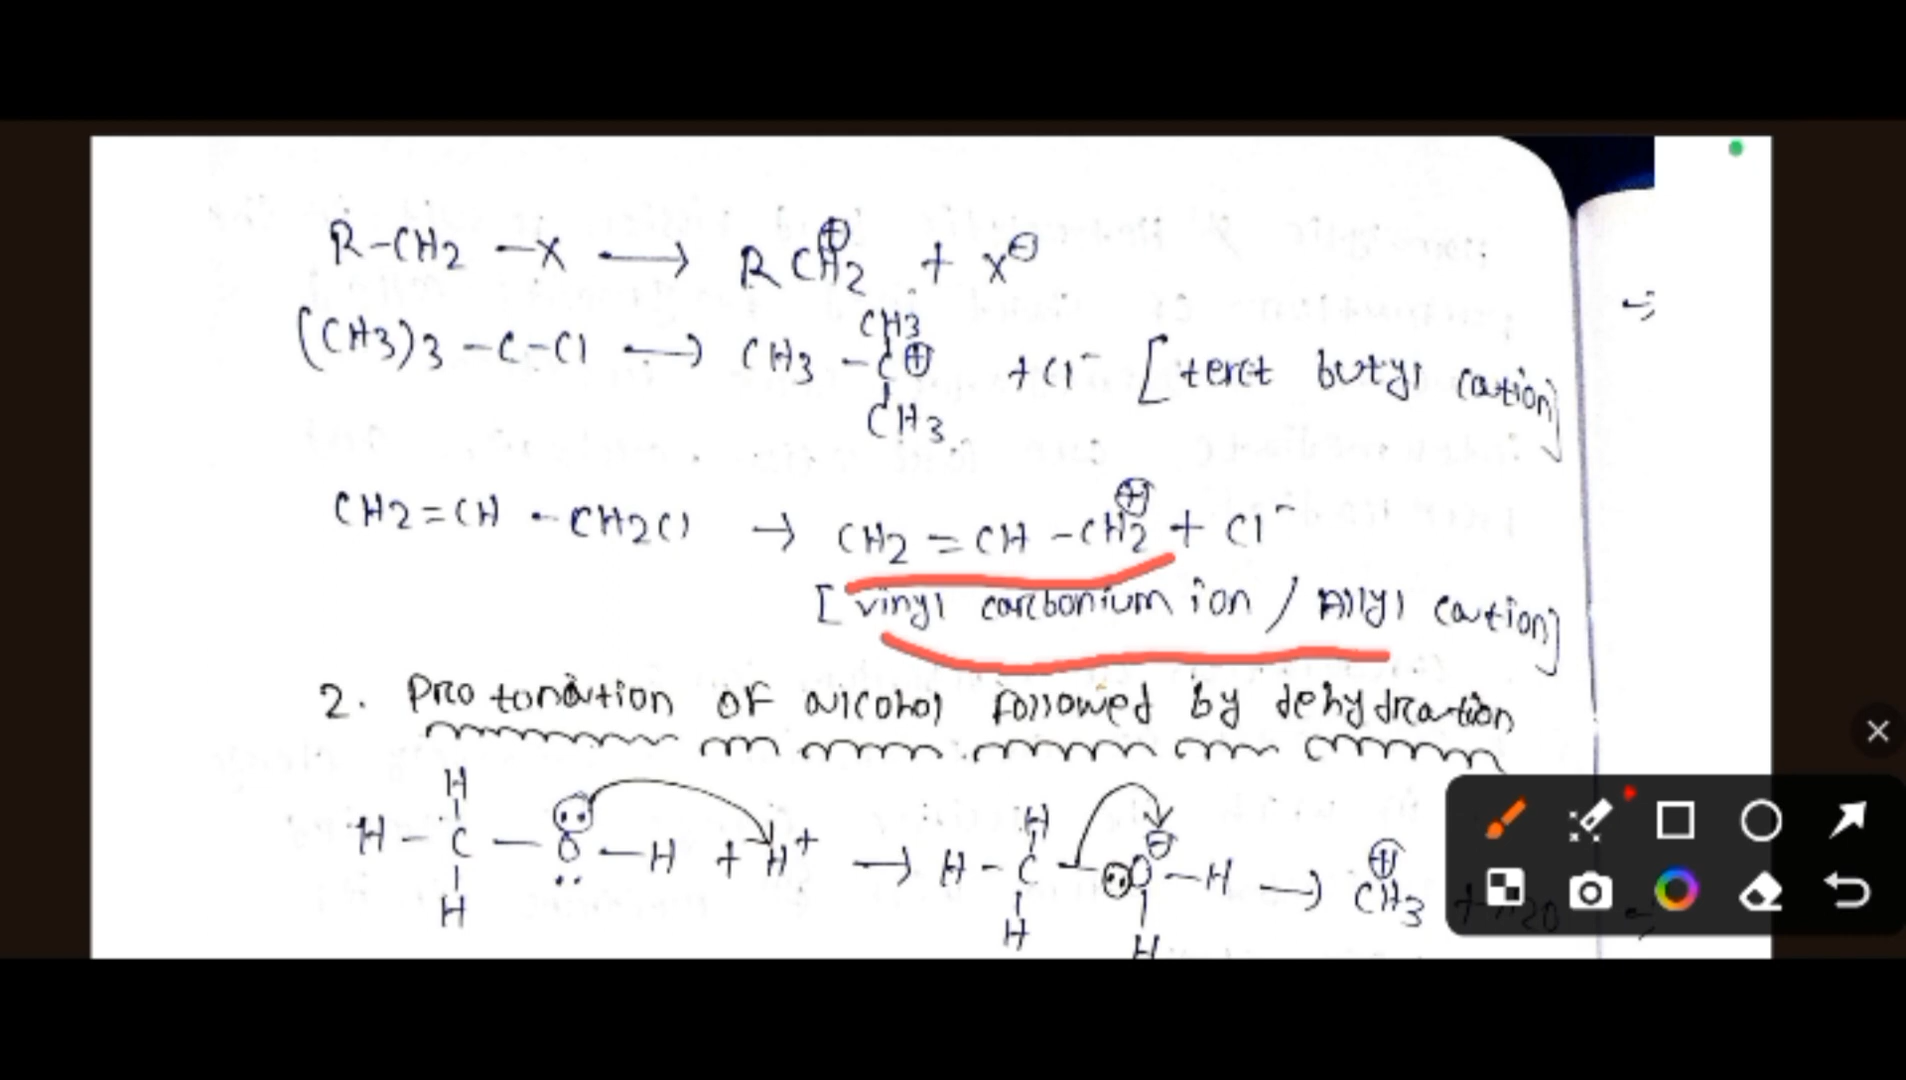 R-CH2 -X → RCH2⊕ + X⊖
(CH3)3 -C-Cl → CH3 -C⊕ + Cl⁻ [tert butyl cation]
CH3
CH3
CH2=CH - CH2Cl → CH2 = CH -CH2⊕ + Cl⁻
[vinyl carbonium ion / Allyl cation]
2. Protonation of alcohol followed by dehydration
H H
H - C - O - H + H+ → H - C - O - H → CH3⊕ + H2O
H H H